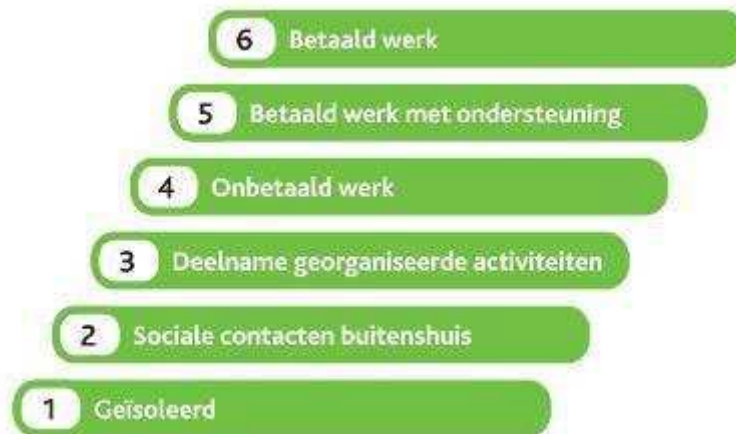 6 Betaald werk
5 Betaald werk met ondersteuning
4 Onbetaald werk
3 Deelname georganiseerde activiteiten
2 Sociale contacten buitenshuis
1 Geïsoleerd